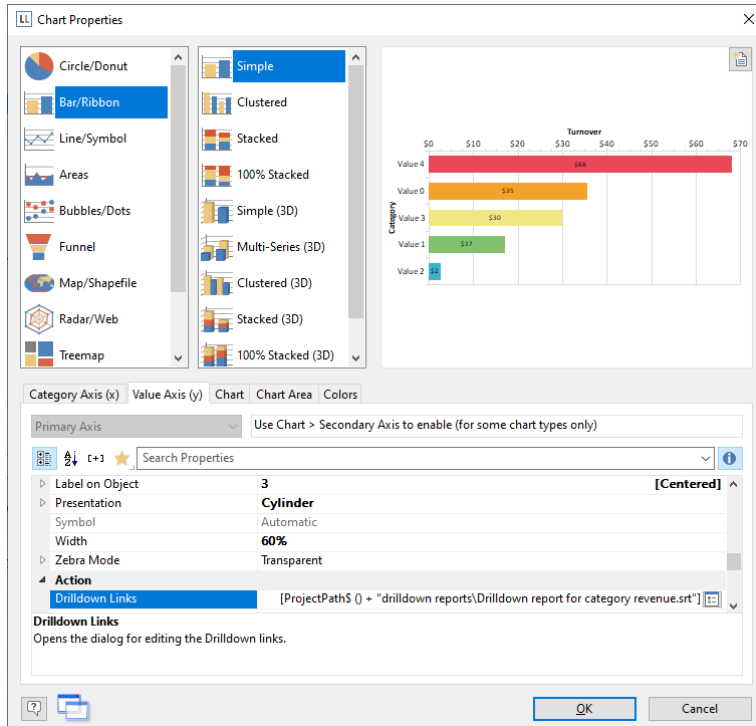 LL Chart Properties
Circle/Donut
Bar/Ribbon
Line/Symbol
Areas
Bubbles/Dots
Funnel
Map/Shapefile
Radar/Web
Treemap
Simple
Clustered
Stacked
100% Stacked
Simple (3D)
Multi-Series (3D)
Clustered (3D)
Stacked (3D)
100% Stacked (3D)
Turnover
$0 $10 $20 $30 $40 $50 $60 $70
Category
Value 4 $68
Value 0 $35
Value 3 $30
Value 1 $17
Value 2 $2
Category Axis (x) Value Axis (y) Chart Chart Area Colors
Primary Axis Use Chart > Secondary Axis to enable (for some chart types only)
A Z [+] Search Properties
Label on Object 3 [Centered]
Presentation Cylinder
Symbol Automatic
Width 60%
Zebra Mode Transparent
Action
Drilldown Links [ProjectPath$ () + "drilldown reports\Drilldown report for category revenue.srt"]
Drilldown Links
Opens the dialog for editing the Drilldown links.
OK Cancel